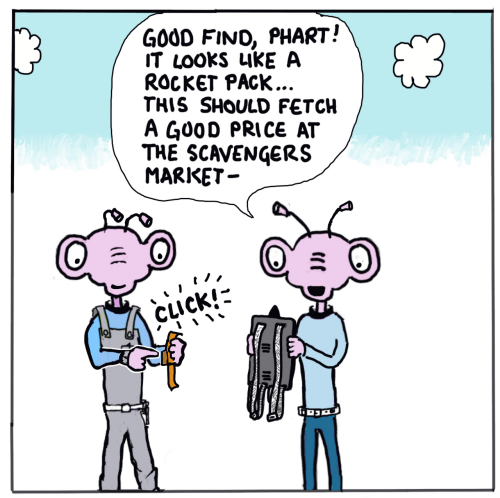 GOOD FIND, PHART!
IT LOOKS LIKE A
ROCKET PACK...
THIS SHOULD FETCH
A GOOD PRICE AT
THE SCAVENGERS
MARKET-
CLICK!